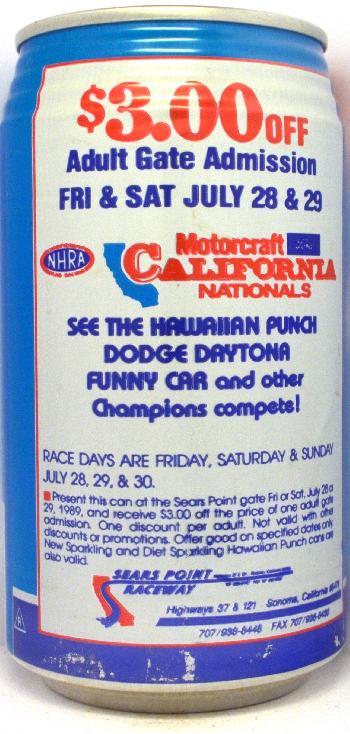 $3.00 OFF
Adult Gate Admission
FRI & SAT JULY 28 & 29
NHRA
Motorcraft Ford
CALIFORNIA
NATIONALS
SEE THE HAWAIIAN PUNCH
DODGE DAYTONA
FUNNY CAR and other
Champions compete!
RACE DAYS ARE FRIDAY, SATURDAY & SUNDAY
JULY 28, 29, & 30.
Present this can at the Sears Point gate Fri or Sat, July 28 or
29, 1989, and receive $3.00 off the price of one adult gate
admission. One discount per adult. Not valid with other
discounts or promotions. Offer good on specified dates only.
New Sparkling and Diet Sparkling Hawaiian Punch cans are
also valid.
SEARS POINT
RACEWAY
Highways 37 & 121 Sonoma, California
707/938-8448 FAX 707/938-8430